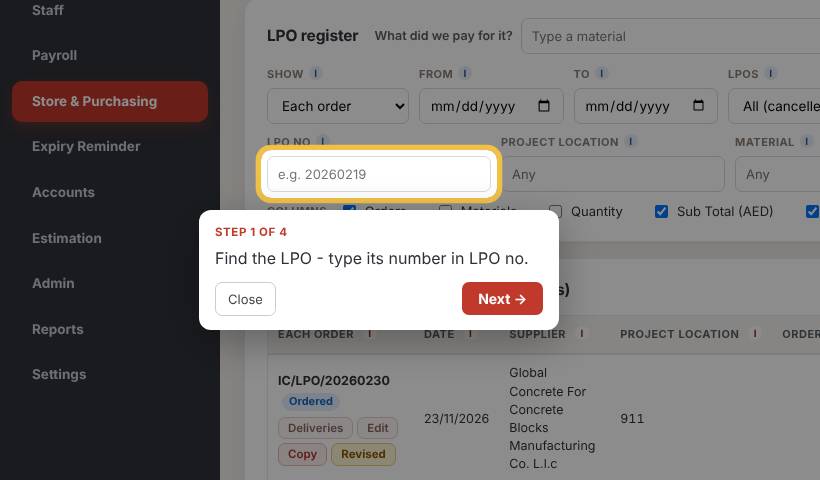 Staff
Payroll
Store & Purchasing
Expiry Reminder
Accounts
Estimation
Admin
Reports
Settings
LPO register What did we pay for it? Type a material
SHOW I FROM I TO I LPOS I
Each order mm/dd/yyyy mm/dd/yyyy All (cancelle
LPO NO I PROJECT LOCATION I MATERIAL I
e.g. 20260219 Any Any
COLUMNS Orders Materials Quantity Sub Total (AED)
STEP 1 OF 4
Find the LPO - type its number in LPO no.
Close Next →
s)
EACH ORDER I DATE I SUPPLIER I PROJECT LOCATION I ORDER
IC/LPO/20260230
Ordered
Deliveries Edit
Copy Revised
23/11/2026
Global
Concrete For
Concrete
Blocks
Manufacturing
Co. L.l.c
911